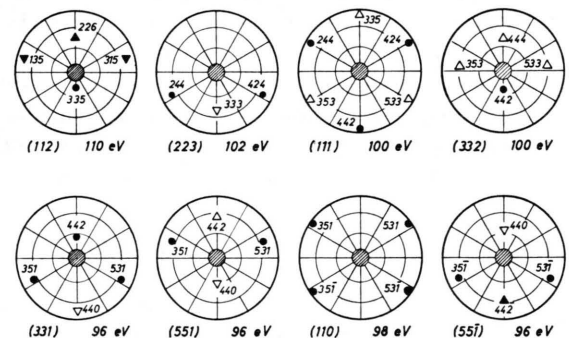 226
135 315
335
(112) 110 eV
244 424
333
(223) 102 eV
335
244 424
353 533
442
(111) 100 eV
444
353 533
442
(332) 100 eV
442
351 531
440
(331) 96 eV
442
351 531
440
(551) 96 eV
351 531
351̄ 531̄
(110) 98 eV
440
351̄ 531̄
442̄
(551̄) 96 eV